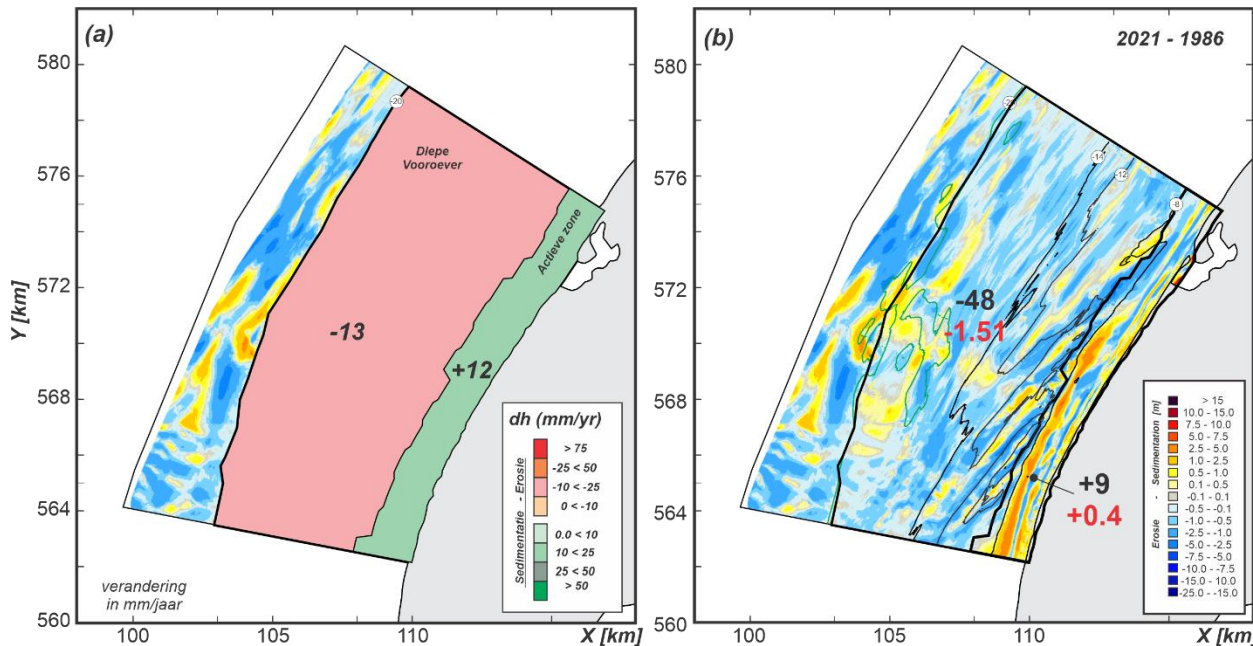 (a)
580
576
572
568
564
560
Y [km]
100
105
110
X [km]
-20
Diepe
Vooroever
Actieve zone
-13
+12
verandering
in mm/jaar
dh (mm/yr)
Sedimentatie - Erosie
> 75
-25 < 50
-10 < -25
0 < -10
0.0 < 10
10 < 25
25 < 50
> 50
(b)
2021 - 1986
580
576
572
568
564
560
100
105
110
X [km]
-14
-12
-8
-48
-1.51
+9
+0.4
Erosie - Sedimentation [m]
> 15
10.0 - 15.0
7.5 - 10.0
5.0 - 7.5
2.5 - 5.0
1.0 - 2.5
0.5 - 1.0
0.1 - 0.5
-0.1 - 0.1
-0.5 - 0.1
-1.0 - 0.5
-2.5 - 1.0
-5.0 - 2.5
-7.5 - 5.0
-10.0 - 7.5
-15.0 - 10.0
-25.0 - 15.0